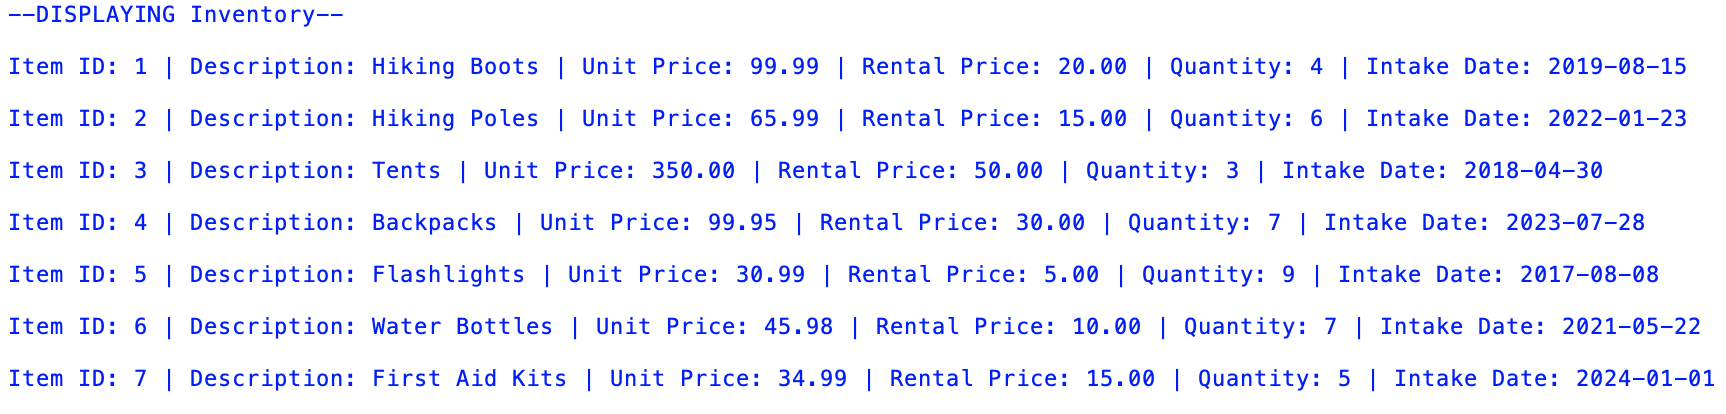 --DISPLAYING Inventory--
Item ID: 1 | Description: Hiking Boots | Unit Price: 99.99 | Rental Price: 20.00 | Quantity: 4 | Intake Date: 2019-08-15
Item ID: 2 | Description: Hiking Poles | Unit Price: 65.99 | Rental Price: 15.00 | Quantity: 6 | Intake Date: 2022-01-23
Item ID: 3 | Description: Tents | Unit Price: 350.00 | Rental Price: 50.00 | Quantity: 3 | Intake Date: 2018-04-30
Item ID: 4 | Description: Backpacks | Unit Price: 99.95 | Rental Price: 30.00 | Quantity: 7 | Intake Date: 2023-07-28
Item ID: 5 | Description: Flashlights | Unit Price: 30.99 | Rental Price: 5.00 | Quantity: 9 | Intake Date: 2017-08-08
Item ID: 6 | Description: Water Bottles | Unit Price: 45.98 | Rental Price: 10.00 | Quantity: 7 | Intake Date: 2021-05-22
Item ID: 7 | Description: First Aid Kits | Unit Price: 34.99 | Rental Price: 15.00 | Quantity: 5 | Intake Date: 2024-01-01